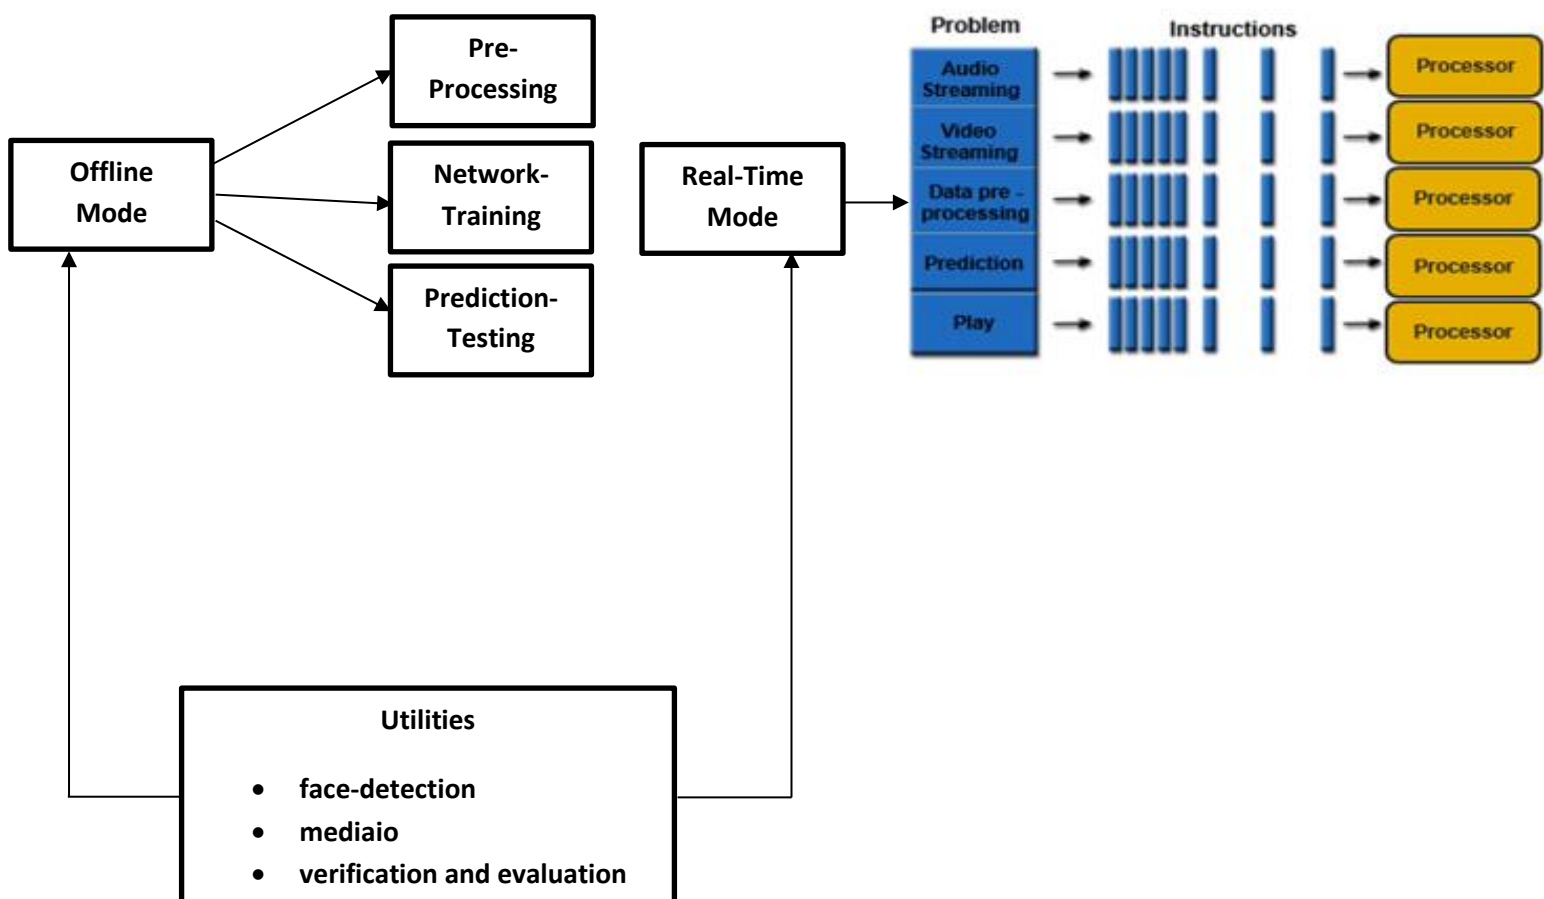 Pre-
Processing
Offline
Mode
Network-
Training
Prediction-
Testing
Real-Time
Mode
Problem
Instructions
Audio
Streaming
Processor
Video
Streaming
Processor
Data pre -
processing
Processor
Prediction
Processor
Play
Processor
Utilities
• face-detection
• mediaio
• verification and evaluation